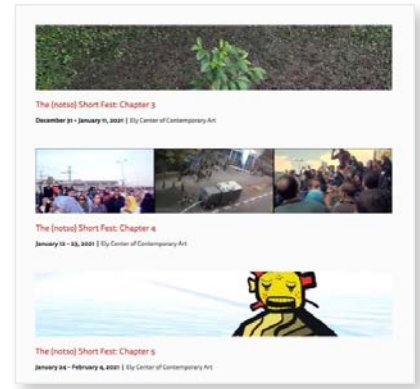 The (notso) Short Fest: Chapter 3
December 31 - January 11, 2021 | Ely Center of Contemporary Art
The (notso) Short Fest: Chapter 4
January 12 - 23, 2021 | Ely Center of Contemporary Art
The (notso) Short Fest: Chapter 5
January 24 - February 4, 2021 | Ely Center of Contemporary Art